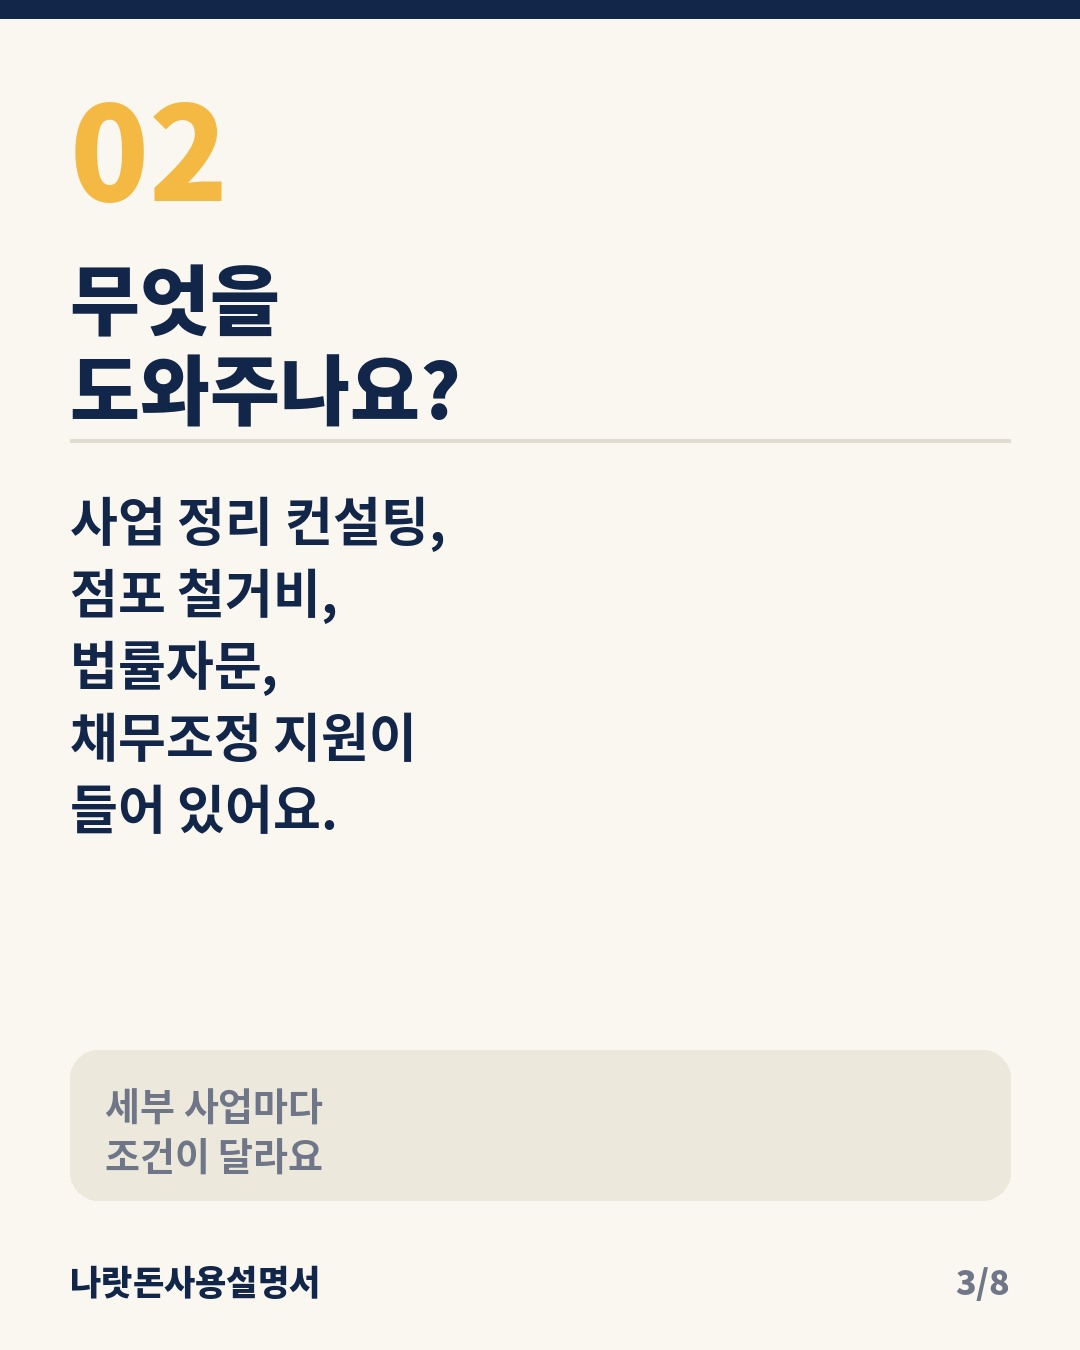 02
무엇을
도와주나요?
사업 정리 컨설팅,
점포 철거비,
법률자문,
채무조정 지원이
들어 있어요.
세부 사업마다
조건이 달라요
나랏돈사용설명서
3/8